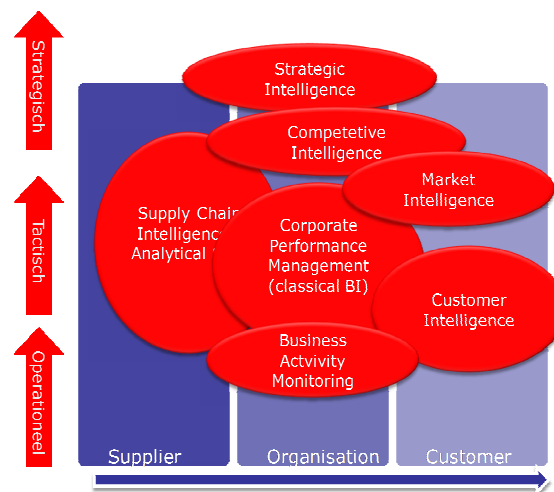 Strategisch
Tactisch
Operationeel
Strategic
Intelligence
Competetive
Intelligence
Market
Intelligence
Supply Chain
Intelligence
Analytical
Corporate
Performance
Management
(classical BI)
Customer
Intelligence
Business
Actvivity
Monitoring
Supplier
Organisation
Customer